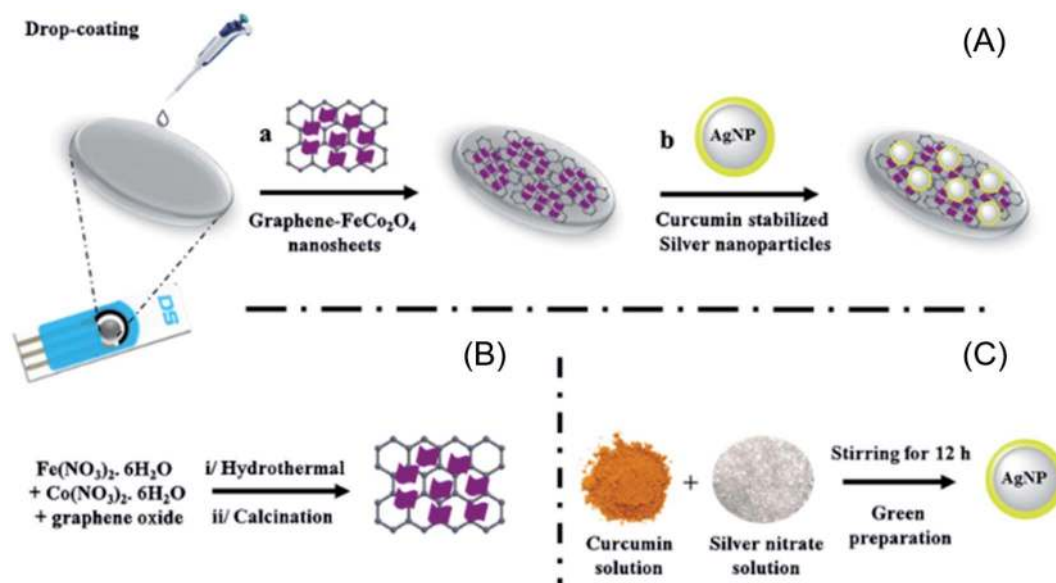 Drop-coating
(A)
a
Graphene-FeCo₂O₄
nanosheets
b
AgNP
Curcumin stabilized
Silver nanoparticles
DS
(B)
Fe(NO₃)₂. 6H₂O
+ Co(NO₃)₂. 6H₂O
+ graphene oxide
i/ Hydrothermal
ii/ Calcination
(C)
+
Curcumin
solution
Silver nitrate
solution
Stirring for 12 h
Green
preparation
AgNP